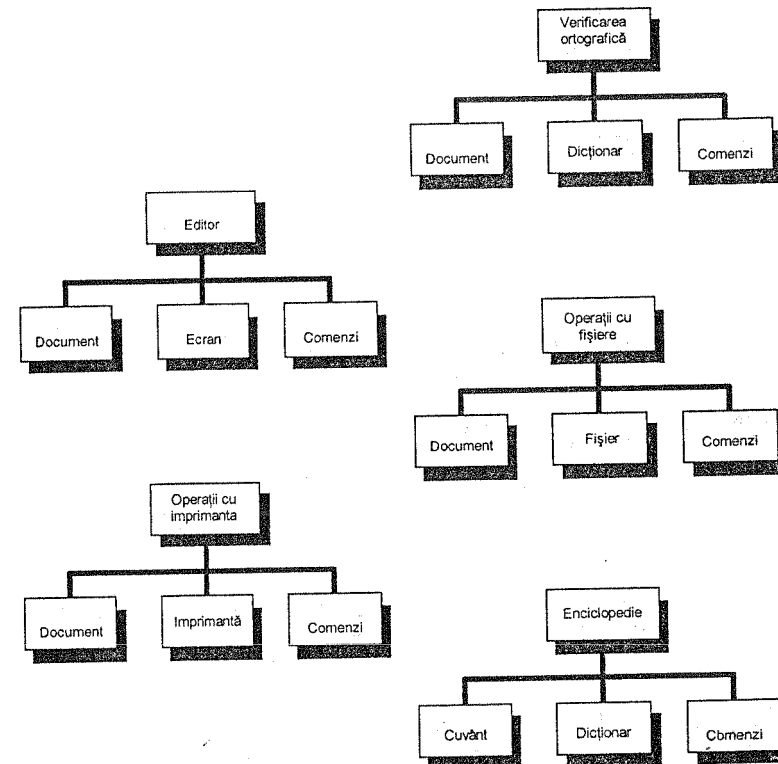 Verificarea
ortografică
Document
Dicționar
Comenzi
Editor
Document
Ecran
Comenzi
Operații cu
fișiere
Document
Fișier
Comenzi
Operații cu
imprimanta
Document
Imprimantă
Comenzi
Enciclopedie
Cuvânt
Dicționar
Comenzi